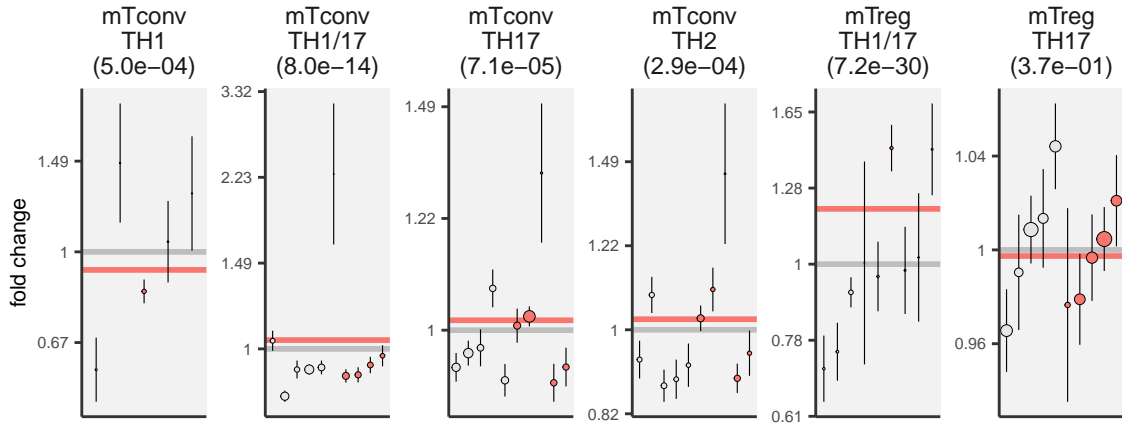 mTconv
TH1
(5.0e−04)
mTconv
TH1/17
(8.0e−14)
mTconv
TH17
(7.1e−05)
mTconv
TH2
(2.9e−04)
mTreg
TH1/17
(7.2e−30)
mTreg
TH17
(3.7e−01)
fold change
1.49
1
0.67
3.32
2.23
1.49
1
1.49
1.22
1
1.49
1.22
1
0.82
1.65
1.28
1
0.78
0.61
1.04
1
0.96